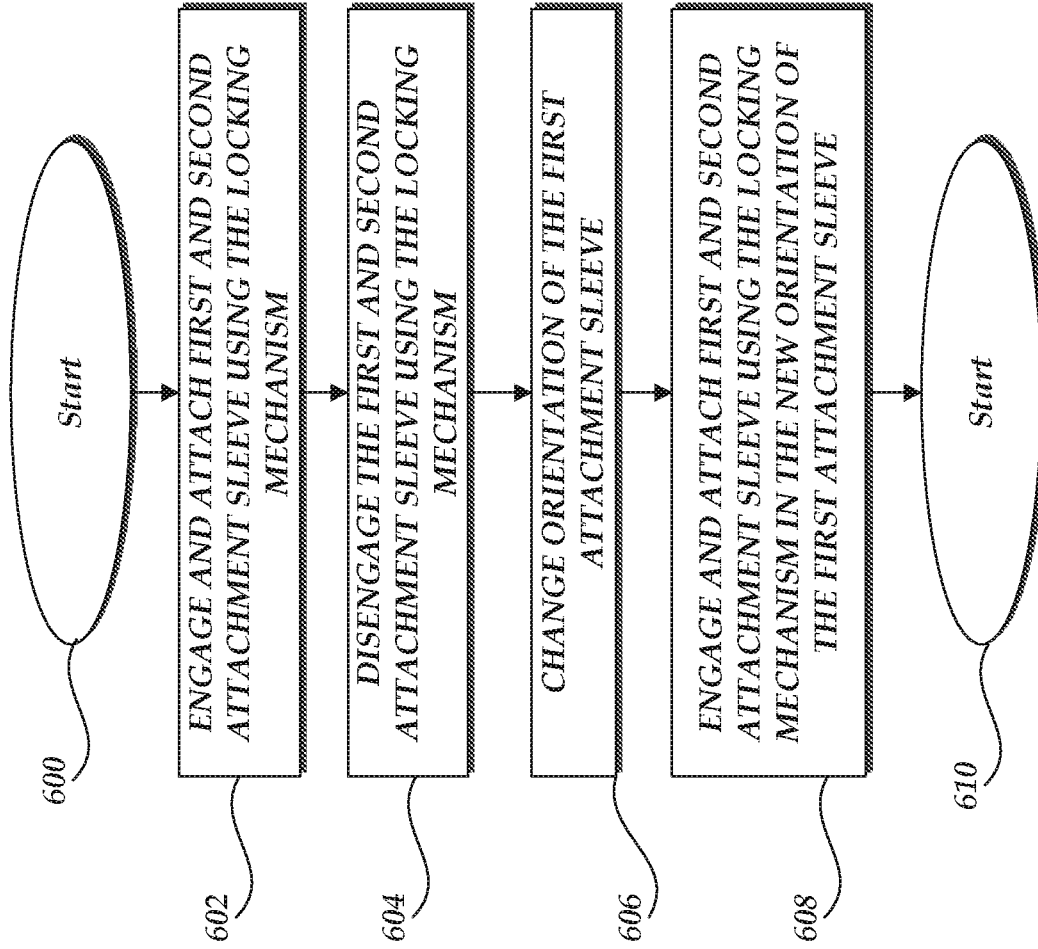 Start
600
ENGAGE AND ATTACH FIRST AND SECOND
ATTACHMENT SLEEVE USING THE LOCKING
MECHANISM
602
DISENGAGE THE FIRST AND SECOND
ATTACHMENT SLEEVE USING THE LOCKING
MECHANISM
604
CHANGE ORIENTATION OF THE FIRST
ATTACHMENT SLEEVE
606
ENGAGE AND ATTACH FIRST AND SECOND
ATTACHMENT SLEEVE USING THE LOCKING
MECHANISM IN THE NEW ORIENTATION OF
THE FIRST ATTACHMENT SLEEVE
608
Start
610